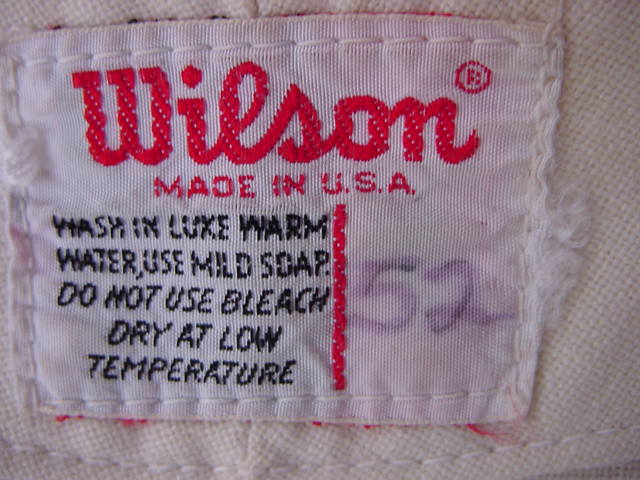 Wilson®
MADE IN U.S.A.
WASH IN LUKE WARM
WATER,USE MILD SOAP.
DO NOT USE BLEACH
DRY AT LOW
TEMPERATURE
52